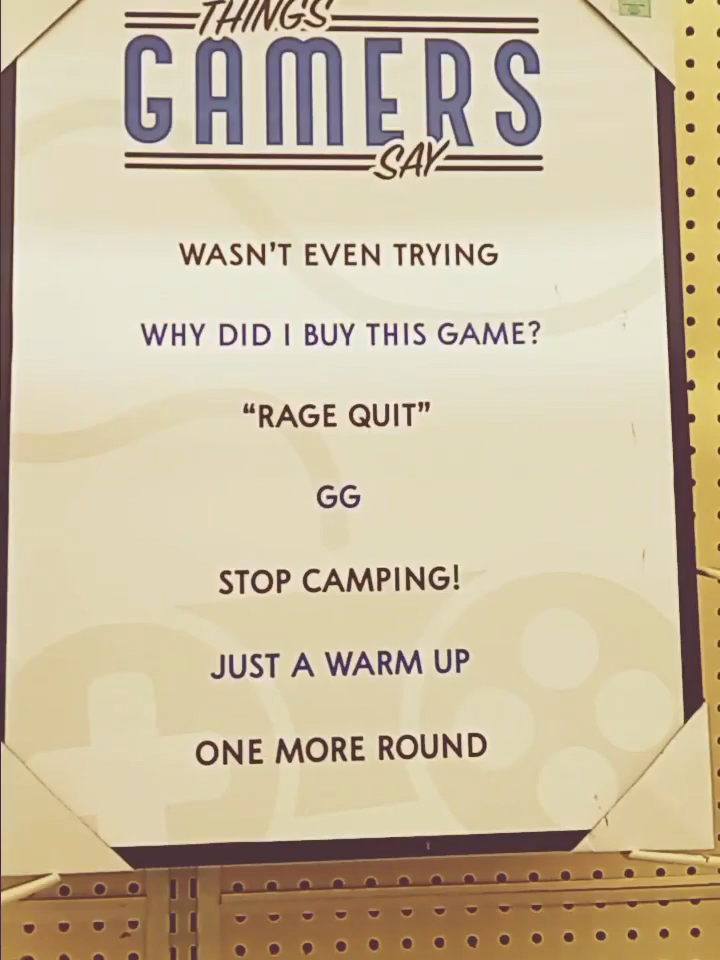 THINGS
GAMERS
SAY
WASN'T EVEN TRYING
WHY DID I BUY THIS GAME?
“RAGE QUIT”
GG
STOP CAMPING!
JUST A WARM UP
ONE MORE ROUND